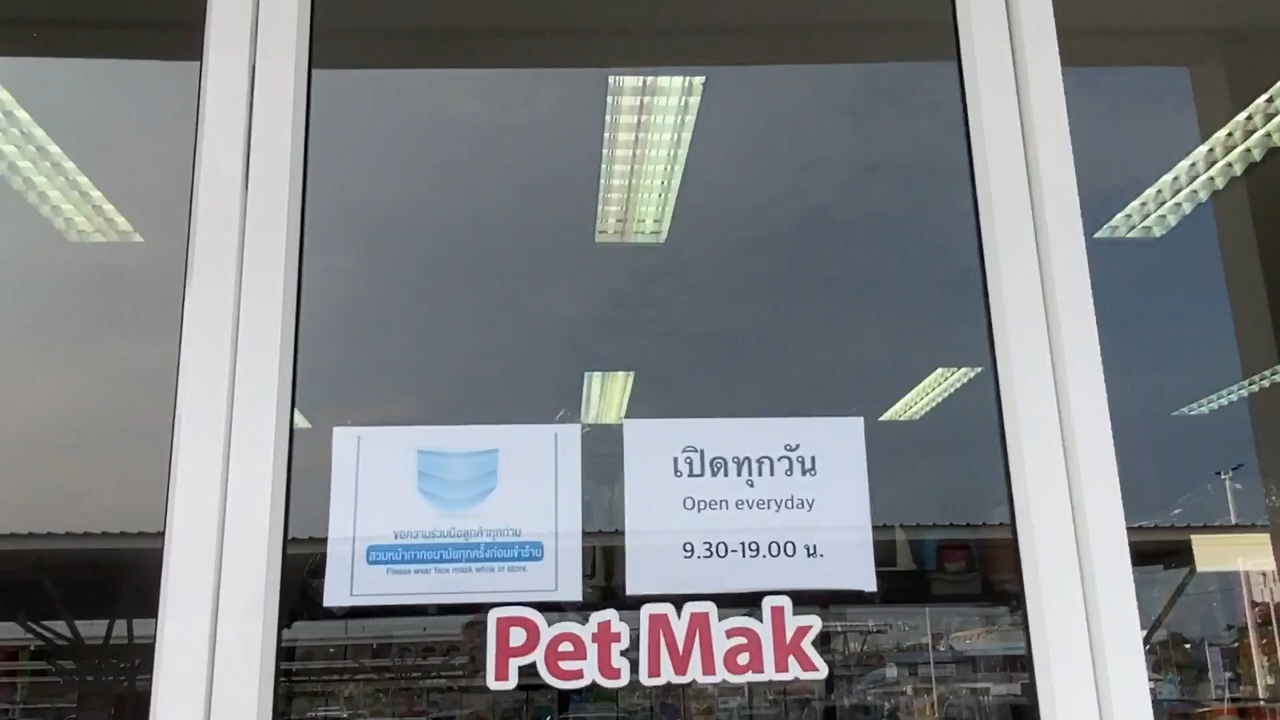 ขอความร่วมมือลูกค้าทุกท่าน
สวมหน้ากากอนามัยทุกครั้งก่อนเข้าร้าน
Please wear face mask while in store.
เปิดทุกวัน
Open everyday
9.30-19.00 น.
Pet Mak